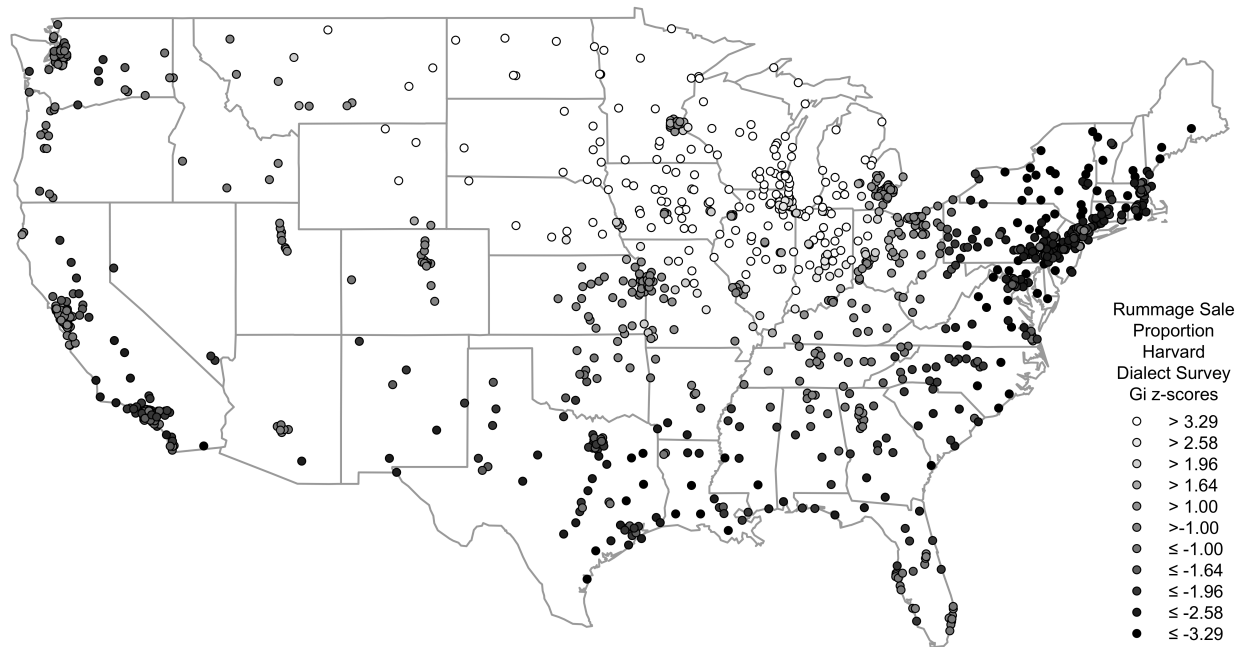 Rummage Sale
Proportion
Harvard
Dialect Survey
Gi z-scores
> 3.29
> 2.58
> 1.96
> 1.64
> 1.00
>-1.00
≤ -1.00
≤ -1.64
≤ -1.96
≤ -2.58
≤ -3.29